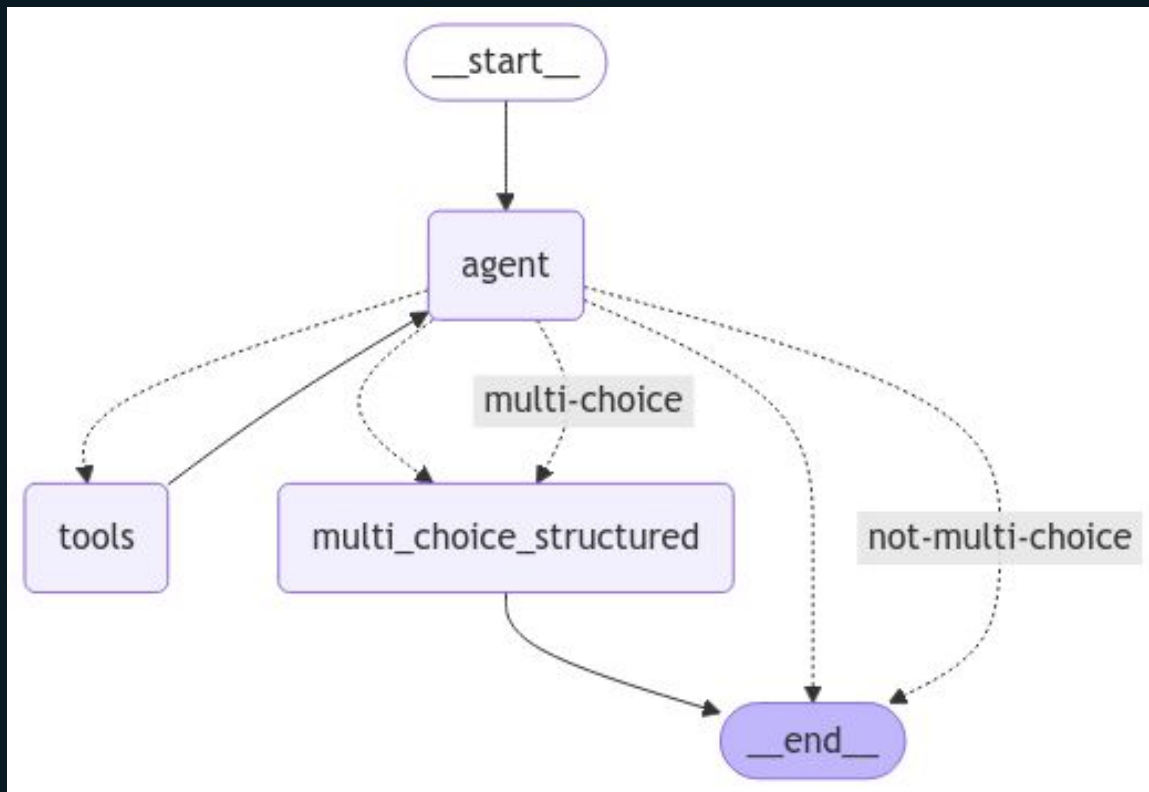 __start__
agent
multi-choice
tools
multi_choice_structured
not-multi-choice
__end__